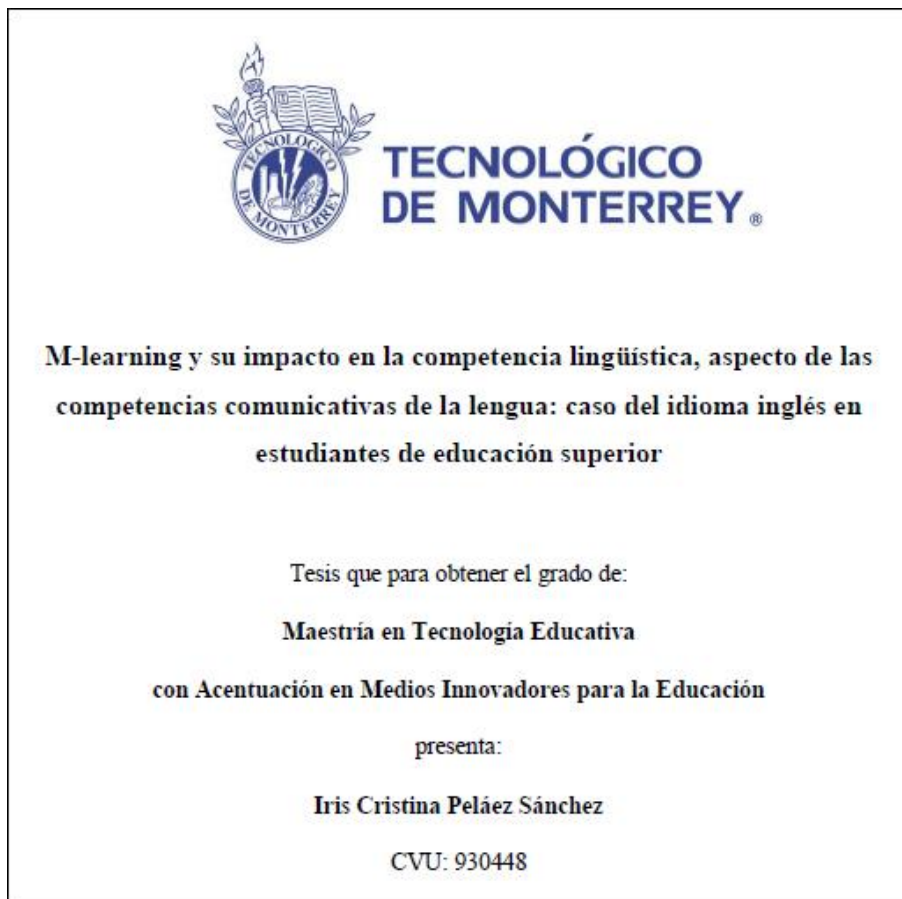 TECNOLOGICO
DE MONTERREY
TECNOLÓGICO
DE MONTERREY ®
M-learning y su impacto en la competencia lingüística, aspecto de las
competencias comunicativas de la lengua: caso del idioma inglés en
estudiantes de educación superior
Tesis que para obtener el grado de:
Maestría en Tecnología Educativa
con Acentuación en Medios Innovadores para la Educación
presenta:
Iris Cristina Peláez Sánchez
CVU: 930448